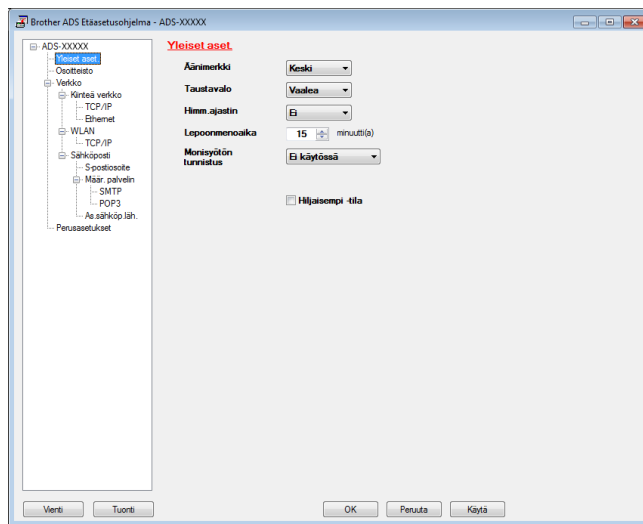 Brother ADS Etäasetusohjelma - ADS-XXXXX
ADS-XXXXX
Yleiset aset.
Osoitteisto
Verkko
Kiinteä verkko
TCP/IP
Ethernet
WLAN
TCP/IP
Sähköposti
S-postiosoite
Määr. palvelin
SMTP
POP3
As.sähköp.läh.
Perusasetukset
Yleiset aset.
Äänimerkki
Keski
Taustavalo
Vaalea
Himm.ajastin
Ei
Lepoonmenoaika
15 minuutti(a)
Monisyötön
tunnistus
Ei käytössä
Hiljaisempi -tila
Vienti
Tuonti
OK
Peruuta
Käytä